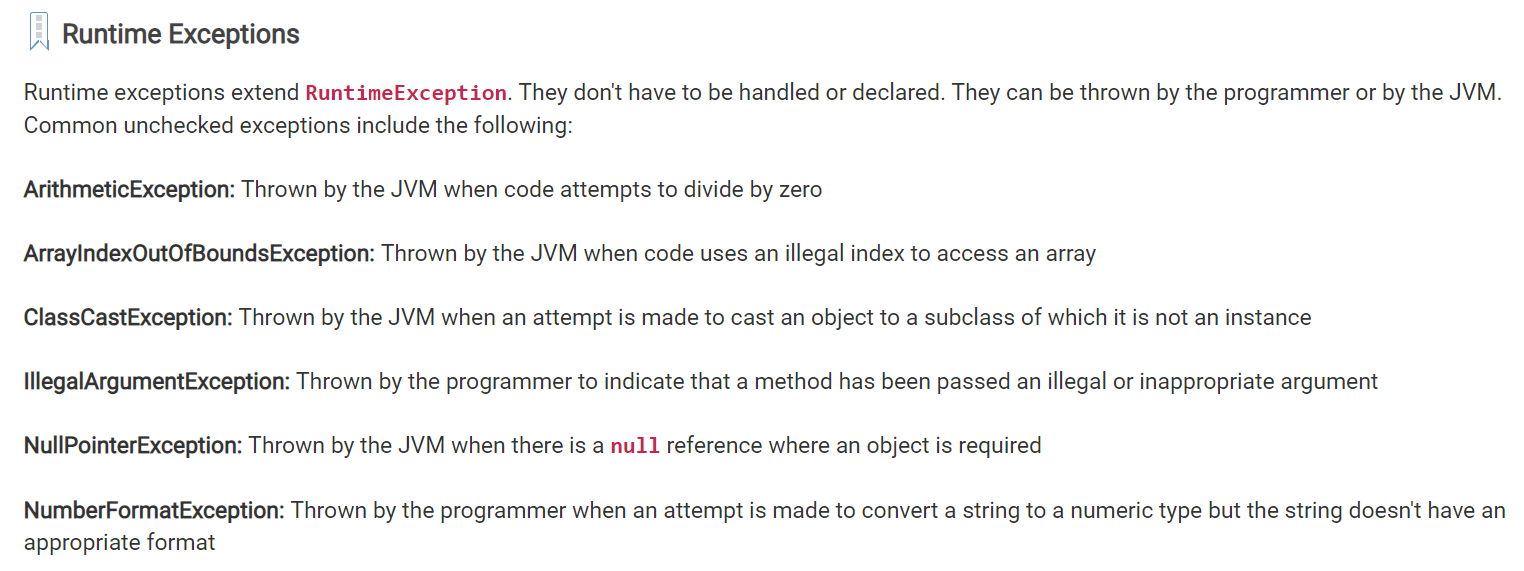 Runtime Exceptions
Runtime exceptions extend RuntimeException. They don't have to be handled or declared. They can be thrown by the programmer or by the JVM.
Common unchecked exceptions include the following:
ArithmeticException: Thrown by the JVM when code attempts to divide by zero
ArrayIndexOutOfBoundsException: Thrown by the JVM when code uses an illegal index to access an array
ClassCastException: Thrown by the JVM when an attempt is made to cast an object to a subclass of which it is not an instance
IllegalArgumentException: Thrown by the programmer to indicate that a method has been passed an illegal or inappropriate argument
NullPointerException: Thrown by the JVM when there is a null reference where an object is required
NumberFormatException: Thrown by the programmer when an attempt is made to convert a string to a numeric type but the string doesn't have an
appropriate format